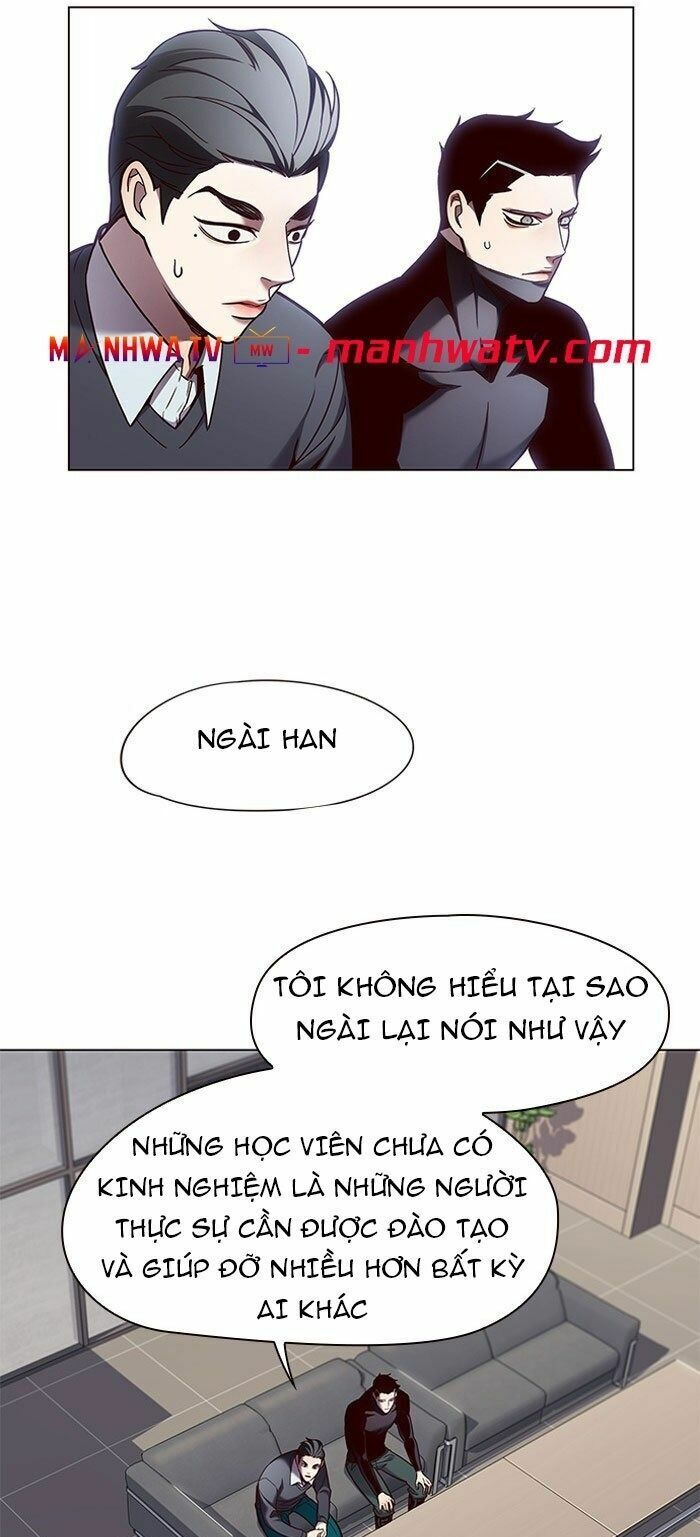 MANHWATV MW - manhwatv.com
NGÀI HAN
TÔI KHÔNG HIỂU TẠI SAO
NGÀI LẠI NÓI NHƯ VẬY
NHỮNG HỌC VIÊN CHƯA CÓ
KINH NGHIỆM LÀ NHỮNG NGƯỜI
THỰC SỰ CẦN ĐƯỢC ĐÀO TẠO
VÀ GIÚP ĐỠ NHIỀU HƠN BẤT KỲ
AI KHÁC